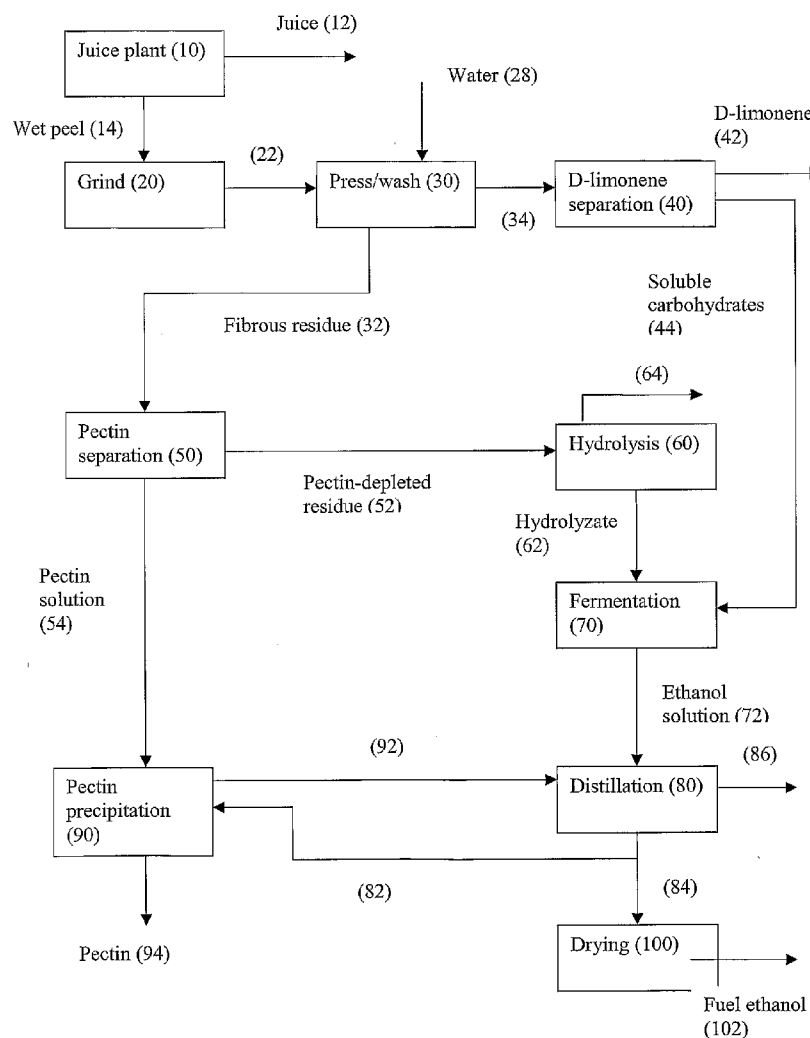 Juice (12)
Juice plant (10)
Water (28)
Wet peel (14)
D-limonene
(42)
(22)
Grind (20)
Press/wash (30)
(34)
D-limonene
separation (40)
Soluble
carbohydrates
(44)
Fibrous residue (32)
(64)
Pectin
separation (50)
Hydrolysis (60)
Pectin-depleted
residue (52)
Hydrolyzate
(62)
Pectin
solution
(54)
Fermentation
(70)
Ethanol
solution (72)
(92)
(86)
Pectin
precipitation
(90)
Distillation (80)
(82)
(84)
Pectin (94)
Drying (100)
Fuel ethanol
(102)